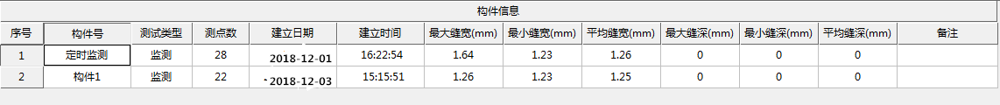 构件信息
序号 构件号 测试类型 测点数 建立日期 建立时间 最大缝宽(mm) 最小缝宽(mm) 平均缝宽(mm) 最大缝深(mm) 最小缝深(mm) 平均缝深(mm) 备注
1 定时监测 监测 28 2018-12-01 16:22:54 1.64 1.23 1.26 0 0 0
2 构件1 监测 22 2018-12-03 15:15:51 1.26 1.23 1.25 0 0 0